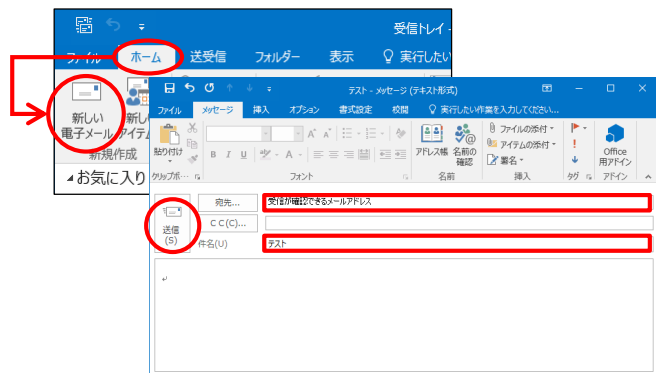 受信トレイ -
ファイル ホーム 送受信 フォルダー 表示 実行したい
新しい
電子メール
新し
アイテム
新規作成
お気に入り
テスト - メッセージ (テキスト形式)
ファイル メッセージ 挿入 オプション 書式設定 校閲 実行したい作業を入力してください...
貼り付け
クリップボ…
B I U
A
フォント
アドレス帳 名前の
確認
名前
ファイルの添付
アイテムの添付
署名
挿入
タグ
Office
用アドイン
アドイン
送信
(S)
宛先... 受信が確認できるメールアドレス
C C(C)...
件名(U) テスト